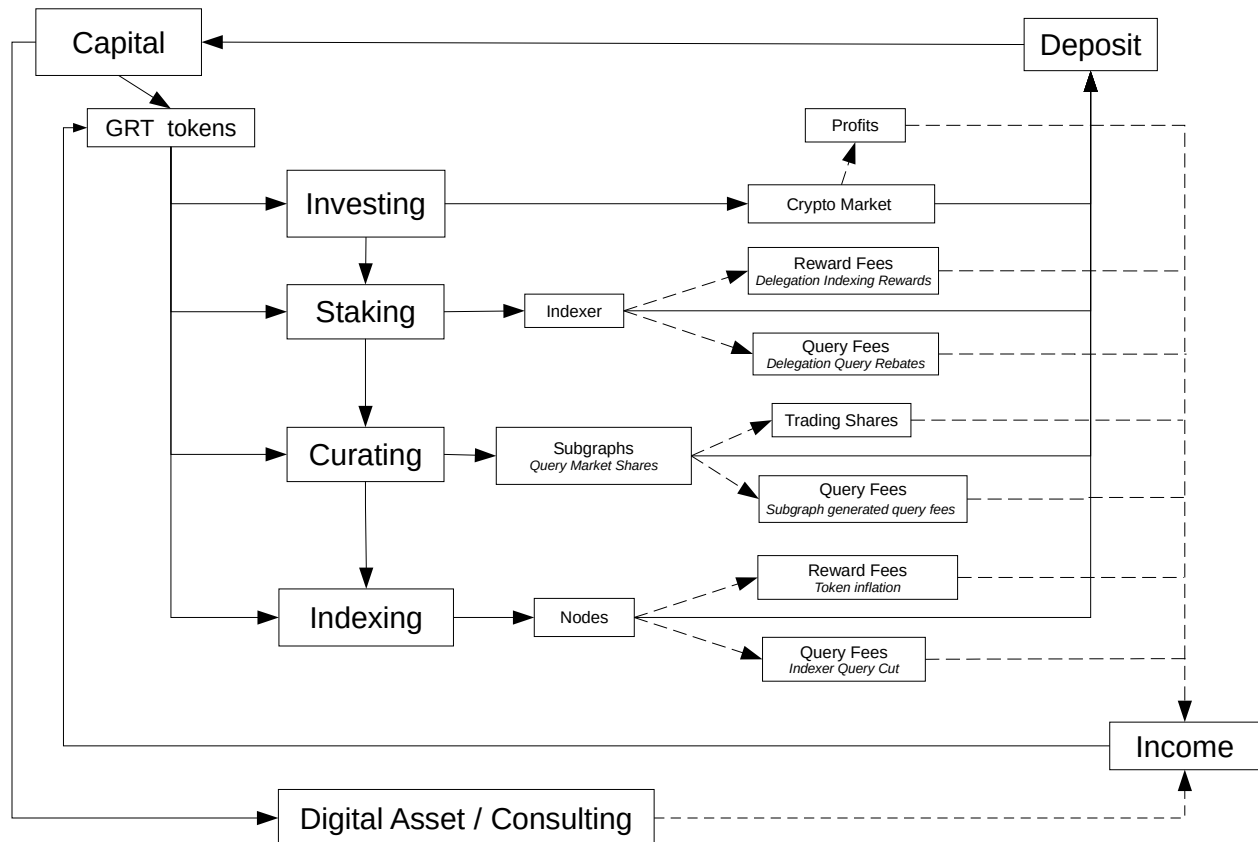 Capital
Deposit
GRT tokens
Profits
Investing
Crypto Market
Reward Fees
Delegation Indexing Rewards
Staking
Indexer
Query Fees
Delegation Query Rebates
Trading Shares
Curating
Subgraphs
Query Market Shares
Query Fees
Subgraph generated query fees
Reward Fees
Token inflation
Indexing
Nodes
Query Fees
Indexer Query Cut
Income
Digital Asset / Consulting